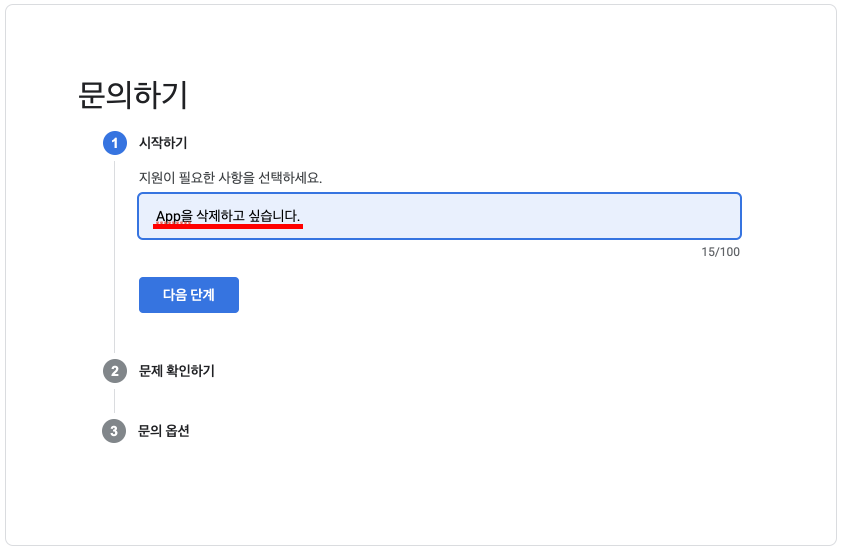 문의하기
1 시작하기
지원이 필요한 사항을 선택하세요.
App을 삭제하고 싶습니다.
15/100
다음 단계
2 문제 확인하기
3 문의 옵션